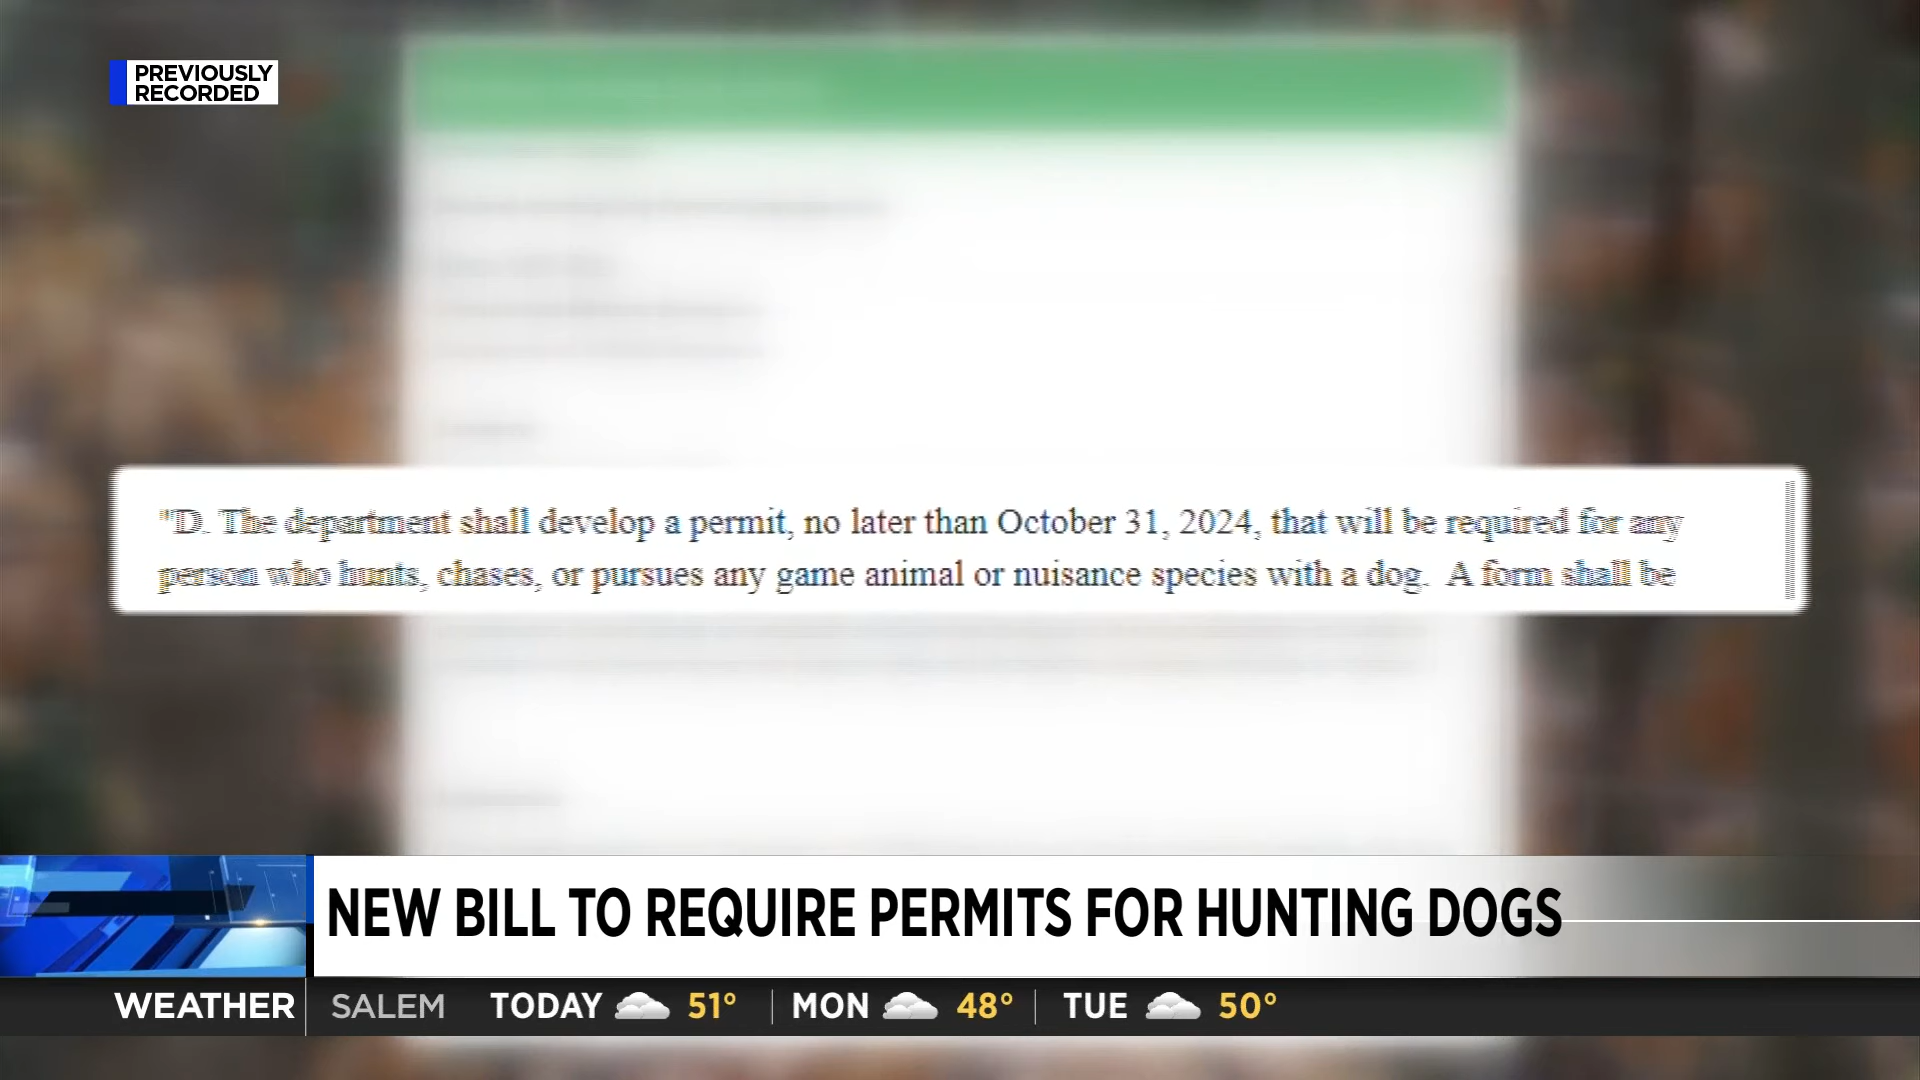 PREVIOUSLY
RECORDED
"D. The department shall develop a permit, no later than October 31, 2024, that will be required for any
person who hunts, chases, or pursues any game animal or nuisance species with a dog.  A form shall be
NEW BILL TO REQUIRE PERMITS FOR HUNTING DOGS
WEATHER SALEM TODAY 51° MON 48° TUE 50°